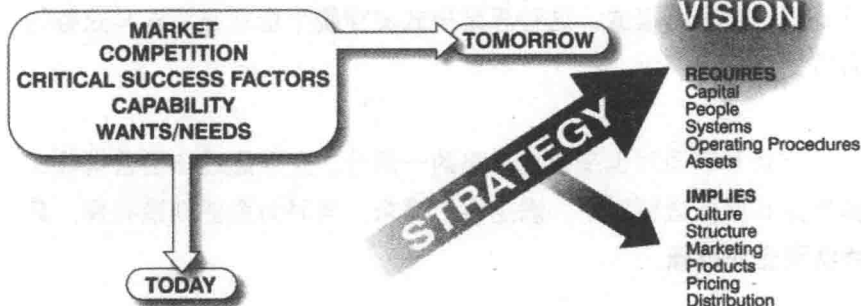 MARKET
COMPETITION
CRITICAL SUCCESS FACTORS
CAPABILITY
WANTS/NEEDS
TOMORROW
TODAY
STRATEGY
VISION
REQUIRES
Capital
People
Systems
Operating Procedures
Assets
IMPLIES
Culture
Structure
Marketing
Products
Pricing
Distribution